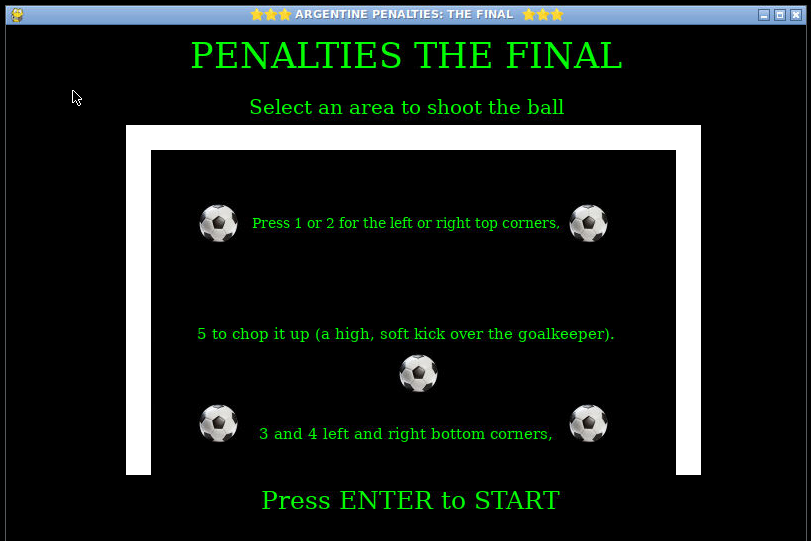 ⭐⭐⭐ ARGENTINE PENALTIES: THE FINAL ⭐⭐⭐
PENALTIES THE FINAL
Select an area to shoot the ball
Press 1 or 2 for the left or right top corners,
5 to chop it up (a high, soft kick over the goalkeeper).
3 and 4 left and right bottom corners,
Press ENTER to START